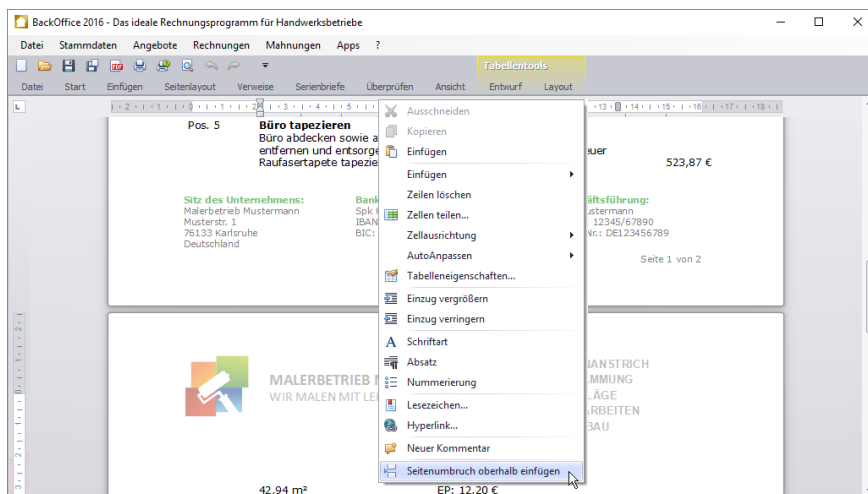 BackOffice 2016 - Das ideale Rechnungsprogramm für Handwerksbetriebe
Datei Stammdaten Angebote Rechnungen Mahnungen Apps ?
Tabellentools
Datei Start Einfügen Seitenlayout Verweise Serienbriefe Überprüfen Ansicht Entwurf Layout
Pos. 5 Büro tapezieren
Büro abdecken sowie
entfernen und entsorge
Raufasertapete tapezie 523,87 €
Sitz des Unternehmens:
Malerbetrieb Mustermann
Musterstr. 1
76133 Karlsruhe
Deutschland
Bank
Spk
IBAN
BIC:
äftsführung:
ustermann
: 12345/67890
Nr.: DE123456789
Seite 1 von 2
Ausschneiden
Kopieren
Einfügen
Einfügen
Zeilen löschen
Zellen teilen...
Zellausrichtung
AutoAnpassen
Tabelleneigenschaften...
Einzug vergrößern
Einzug verringern
Schriftart
Absatz
Nummerierung
Lesezeichen...
Hyperlink...
Neuer Kommentar
Seitenumbruch oberhalb einfügen
MALERBETRIEB
WIR MALEN MIT LEI
NANSTRICH
MMUNG
LÄGE
ARBEITEN
BAU
42,94 m² EP: 12,20 €